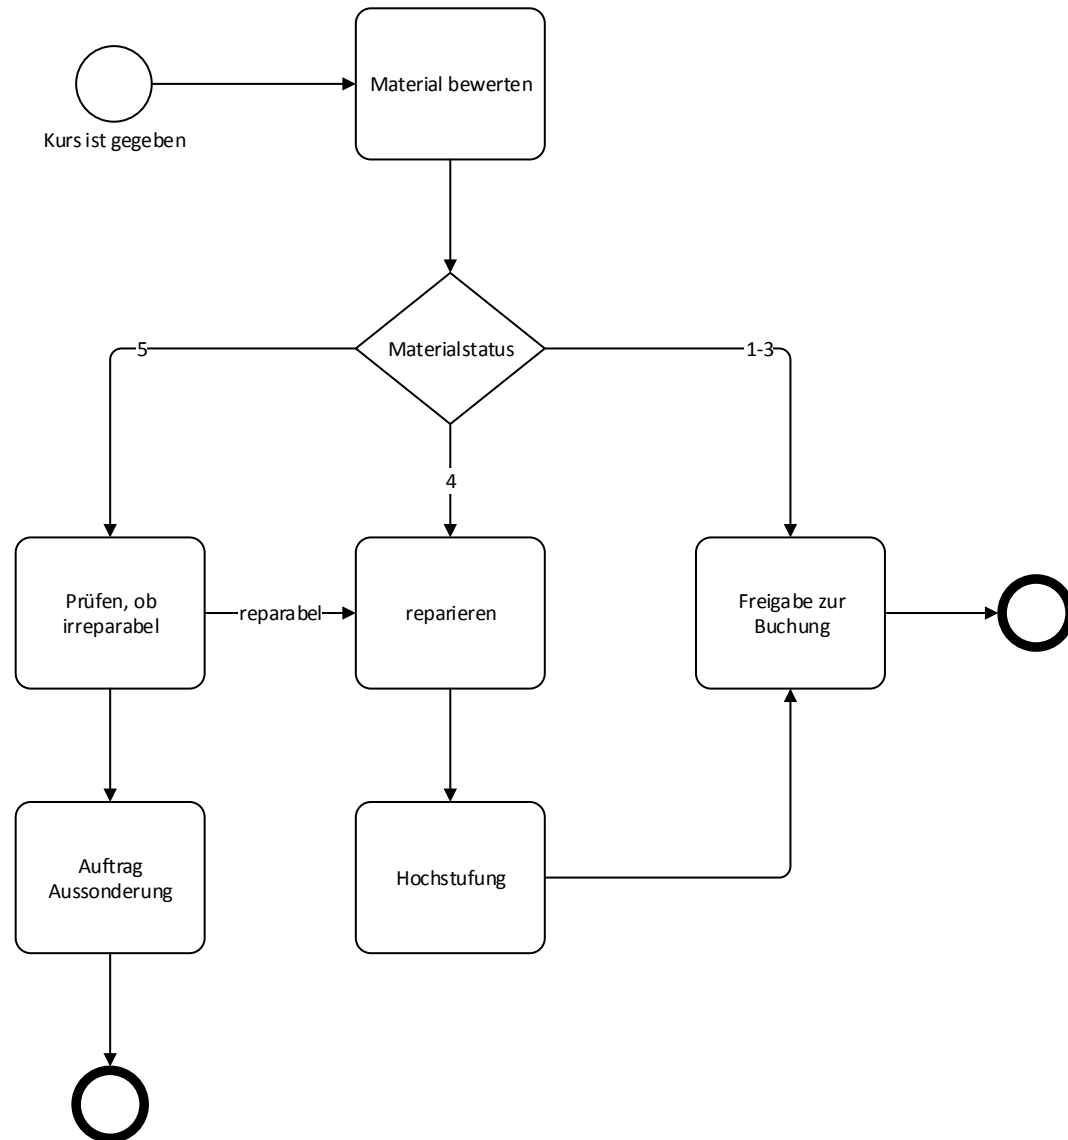 Material bewerten
Kurs ist gegeben
Materialstatus
5
1-3
4
Prüfen, ob
irreparabel
reparabel
reparieren
Freigabe zur
Buchung
Auftrag
Aussonderung
Hochstufung